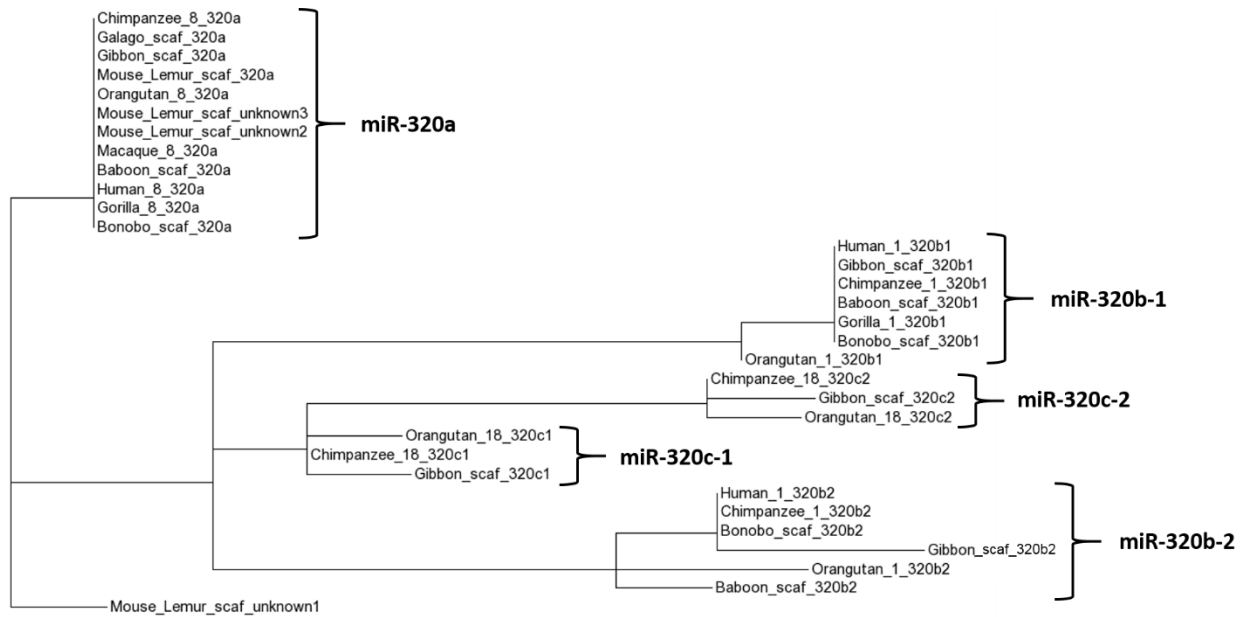 Chimpanzee_8_320a
Galago_scaf_320a
Gibbon_scaf_320a
Mouse_Lemur_scaf_320a
Orangutan_8_320a
Mouse_Lemur_scaf_unknown3
Mouse_Lemur_scaf_unknown2
Macaque_8_320a
Baboon_scaf_320a
Human_8_320a
Gorilla_8_320a
Bonobo_scaf_320a
miR-320a
Human_1_320b1
Gibbon_scaf_320b1
Chimpanzee_1_320b1
Baboon_scaf_320b1
Gorilla_1_320b1
Bonobo_scaf_320b1
Orangutan_1_320b1
miR-320b-1
Chimpanzee_18_320c2
Gibbon_scaf_320c2
Orangutan_18_320c2
miR-320c-2
Orangutan_18_320c1
Chimpanzee_18_320c1
Gibbon_scaf_320c1
miR-320c-1
Human_1_320b2
Chimpanzee_1_320b2
Bonobo_scaf_320b2
Gibbon_scaf_320b2
Orangutan_1_320b2
Baboon_scaf_320b2
miR-320b-2
Mouse_Lemur_scaf_unknown1